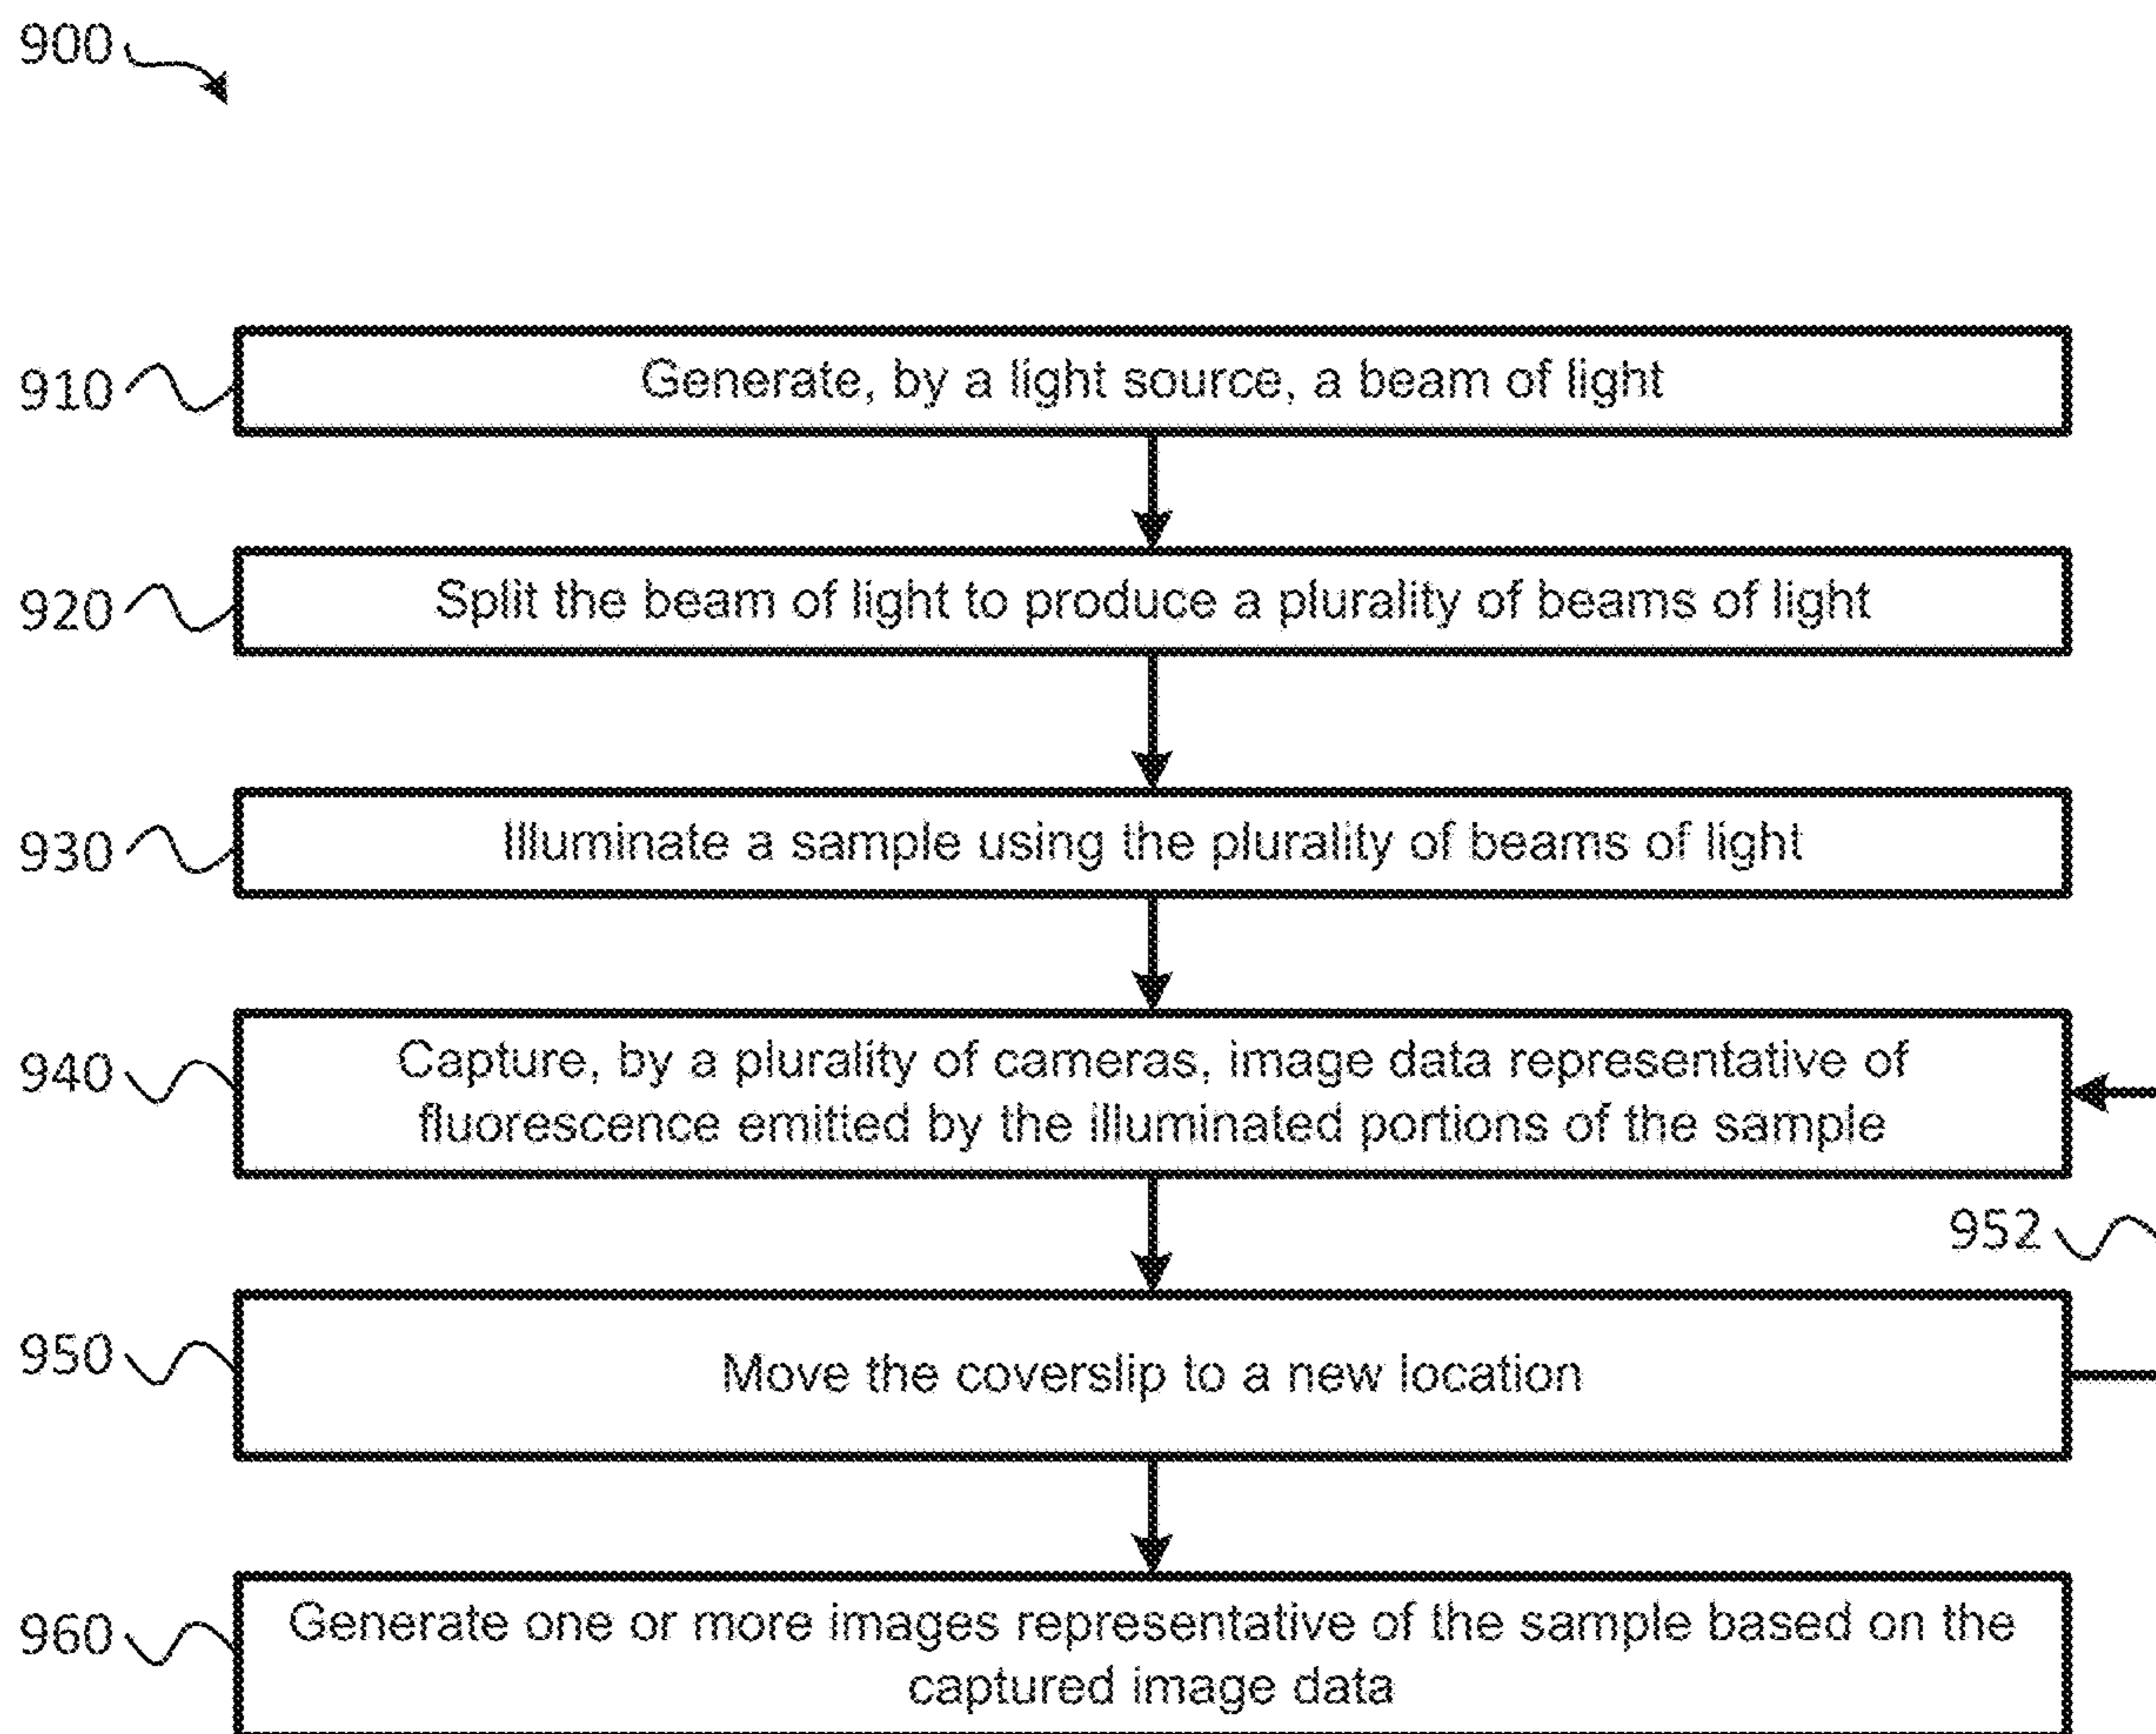 900
910
Generate, by a light source, a beam of light
920
Split the beam of light to produce a plurality of beams of light
930
Illuminate a sample using the plurality of beams of light
940
Capture, by a plurality of cameras, image data representative of
fluorescence emitted by the illuminated portions of the sample
952
950
Move the coverslip to a new location
960
Generate one or more images representative of the sample based on the
captured image data